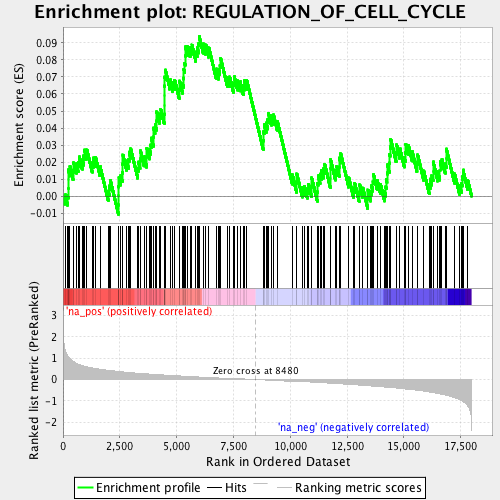 Enrichment plot: REGULATION_OF_CELL_CYCLE
Enrichment score (ES)
0.09
0.08
0.07
0.06
0.05
0.04
0.03
0.02
0.01
0.00
-0.01
'na_pos' (positively correlated)
Ranked list metric (PreRanked)
3
2
1
0
-1
-2
Zero cross at 8480
'na_neg' (negatively correlated)
0
2,500
5,000
7,500
10,000
12,500
15,000
17,500
Rank in Ordered Dataset
Enrichment profile
Hits
Ranking metric scores